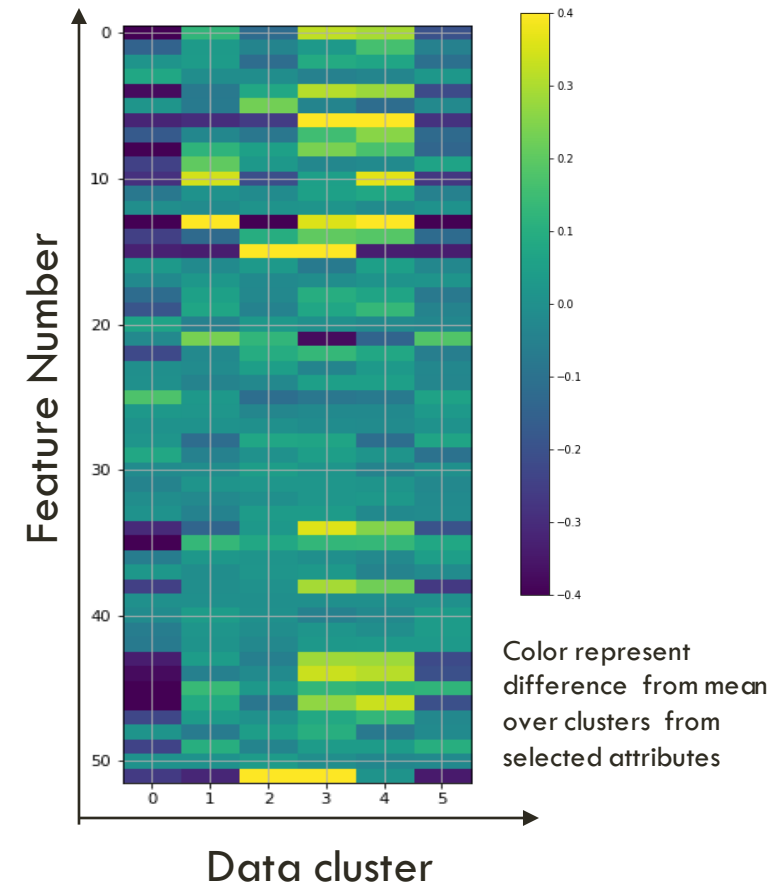 Feature Number
0
10
20
30
40
50
0 1 2 3 4 5
Data cluster
0.4
0.3
0.2
0.1
0.0
−0.1
−0.2
−0.3
−0.4
Color represent
difference from mean
over clusters from
selected attributes